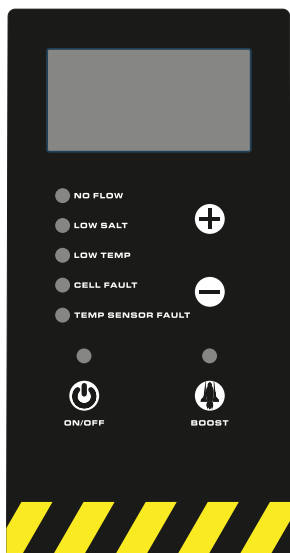 NO FLOW
LOW SALT
LOW TEMP
CELL FAULT
TEMP SENSOR FAULT
ON/OFF
BOOST